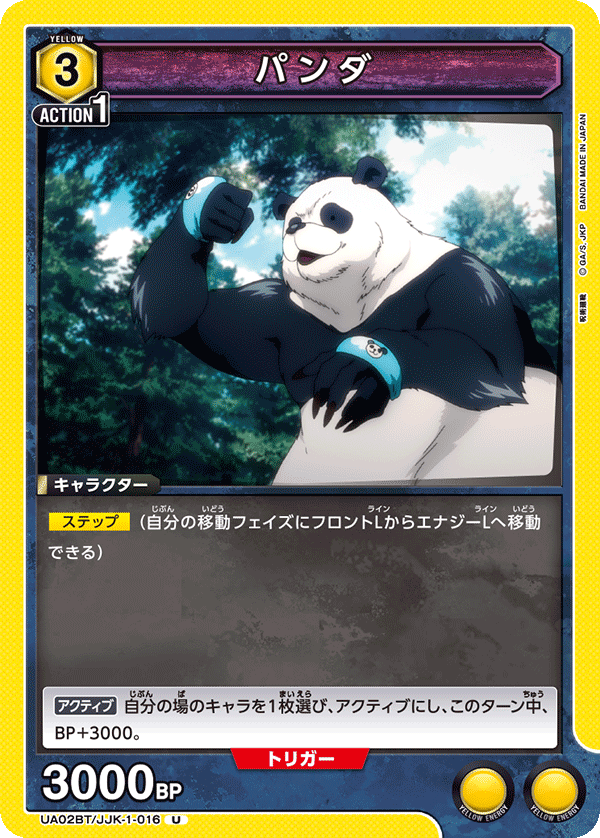 YELLOW
3
パンダ
ACTION 1
BANDAI MADE IN JAPAN
© GA/S, JKP
呪術廻戦
キャラクター
ステップ (自分の移動フェイズにフロントLからエナジーLへ移動
できる)
アクティブ 自分の場のキャラを1枚選び、アクティブにし、このターン中、
BP+3000。
トリガー
3000BP
YELLOW ENERGY
YELLOW ENERGY
UA02BT/JJK-1-016 U